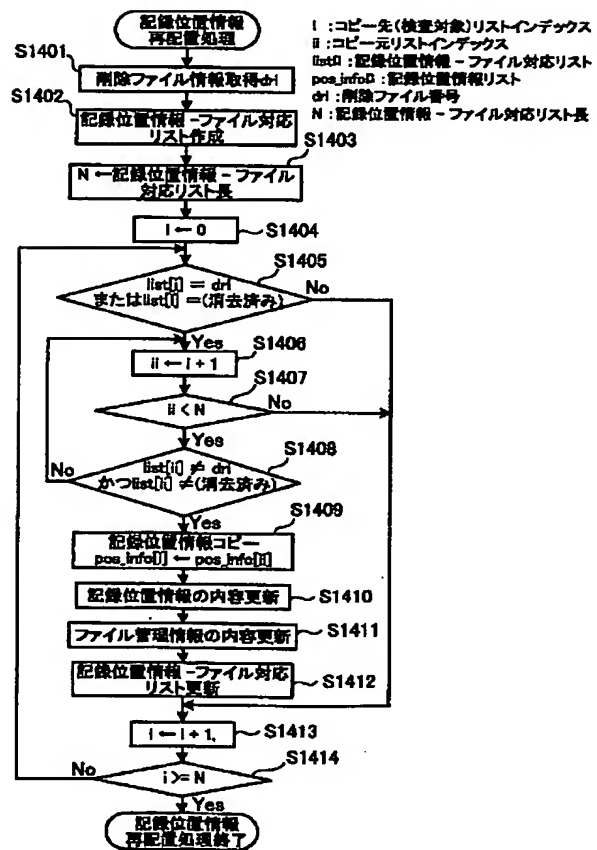 記録位置情報
再配置処理
i : コピー先(検査対象)リストインデックス
ii : コピー元リストインデックス
list[] : 記録位置情報 - ファイル対応リスト
pos_info[] : 記録位置情報リスト
dri : 削除ファイル番号
N : 記録位置情報 - ファイル対応リスト長
S1401
削除ファイル情報取得dri
S1402
記録位置情報 - ファイル対応
リスト作成
S1403
N ← 記録位置情報 - ファイル
対応リスト長
i ← 0
S1404
S1405
list[i] = dri
またはlist[i] = (消去済み)
No
Yes
S1406
ii ← i + 1
S1407
ii < N
No
Yes
S1408
No
list[ii] ≠ dri
かつlist[ii] ≠ (消去済み)
Yes
S1409
記録位置情報コピー
pos_info[i] ← pos_info[ii]
記録位置情報の内容更新
S1410
ファイル管理情報の内容更新
S1411
記録位置情報 - ファイル対応
リスト更新
S1412
i ← i + 1,
S1413
S1414
No
i >= N
Yes
記録位置情報
再配置処理終了